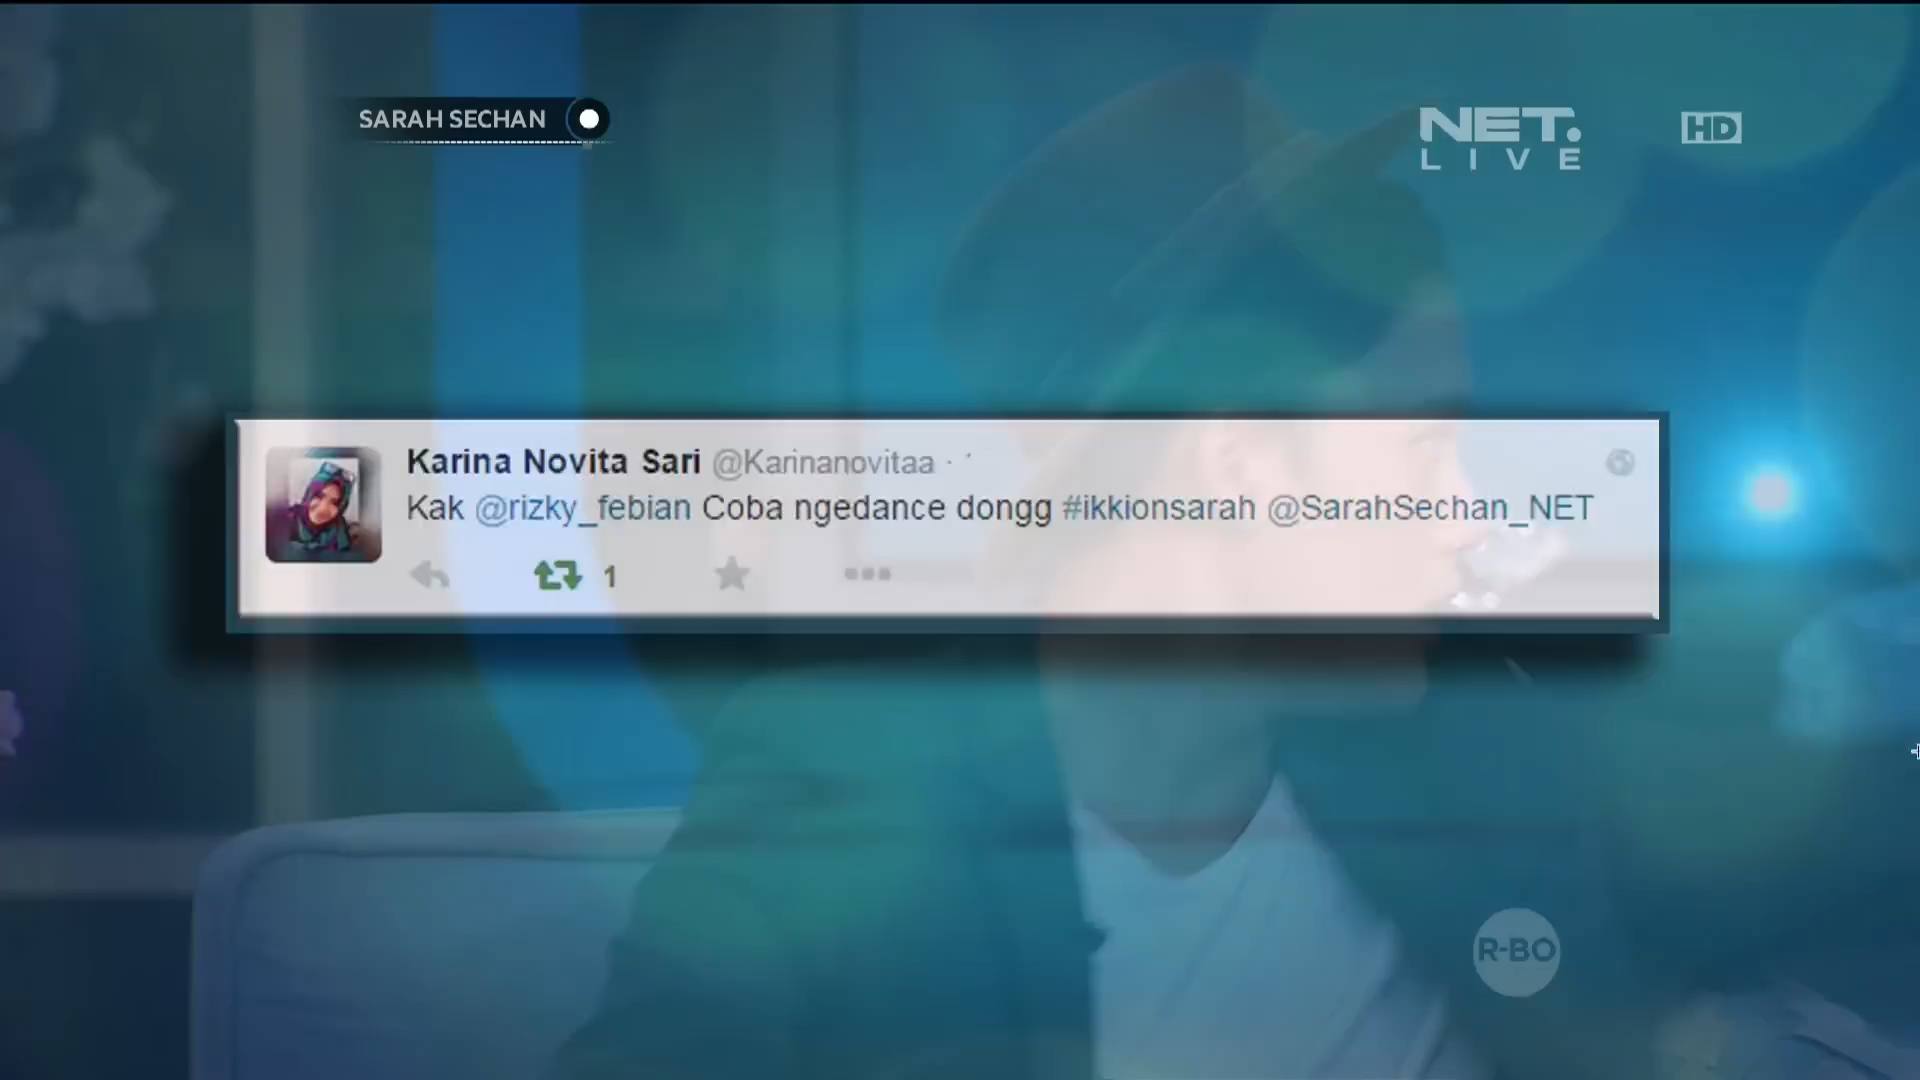 SARAH SECHAN
NET.
LIVE
HD
Karina Novita Sari @Karinanovitaa ·
Kak @rizky_febian Coba ngedance dongg #ikkionsarah @SarahSechan_NET
1
R-BO